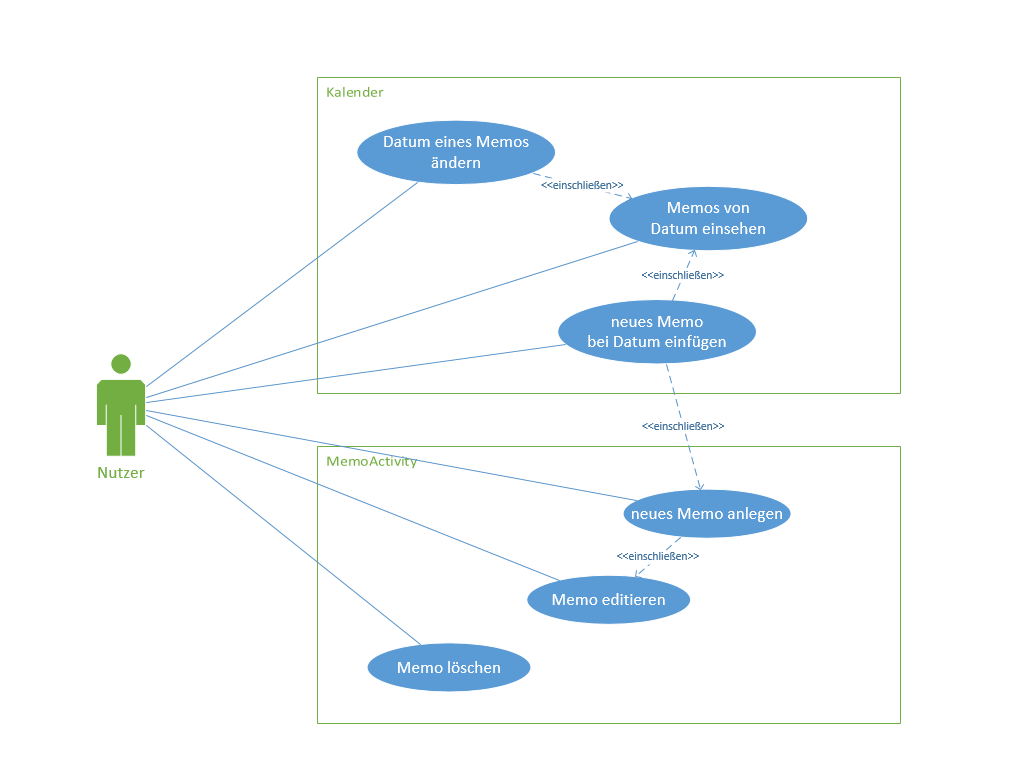 Kalender
Datum eines Memos
ändern
<<einschließen>>
Memos von
Datum einsehen
<<einschließen>>
neues Memo
bei Datum einfügen
<<einschließen>>
Nutzer
MemoActivity
neues Memo anlegen
<<einschließen>>
Memo editieren
Memo löschen